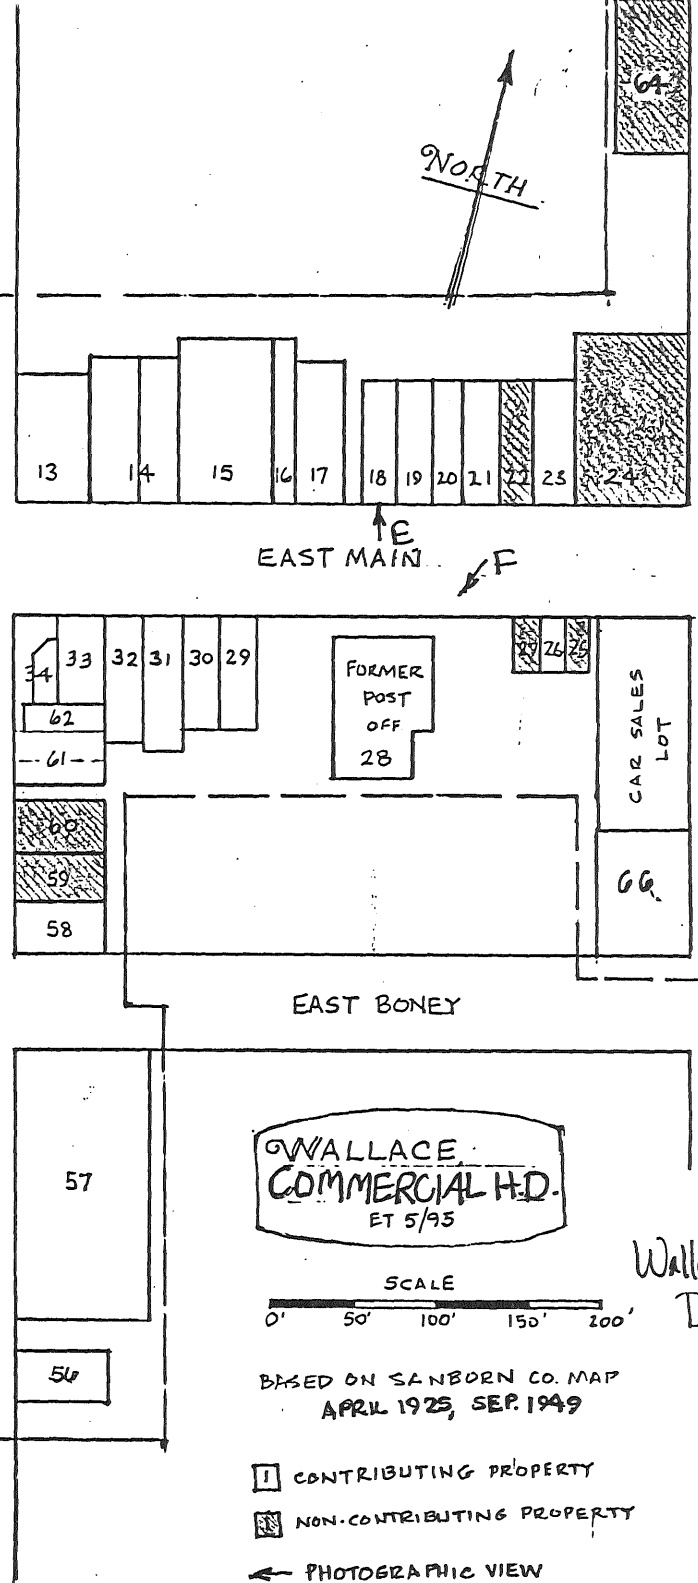 64
NORTH
13 14 15 16 17 18 19 20 21 22 23 24
E
EAST MAIN
F
34 33 32 31 30 29
FORMER
POST
OFF
28
27 26 25
CAR SALES
LOT
62
61
60
59
58
66
EAST BONEY
57
WALLACE
COMMERCIAL H.D.
ET 5/95
SCALE
0' 50' 100' 150' 200'
56
BASED ON SANBORN CO. MAP
APRIL 1925, SEP. 1949
1 CONTRIBUTING PROPERTY
1 NON-CONTRIBUTING PROPERTY
PHOTOGRAPHIC VIEW